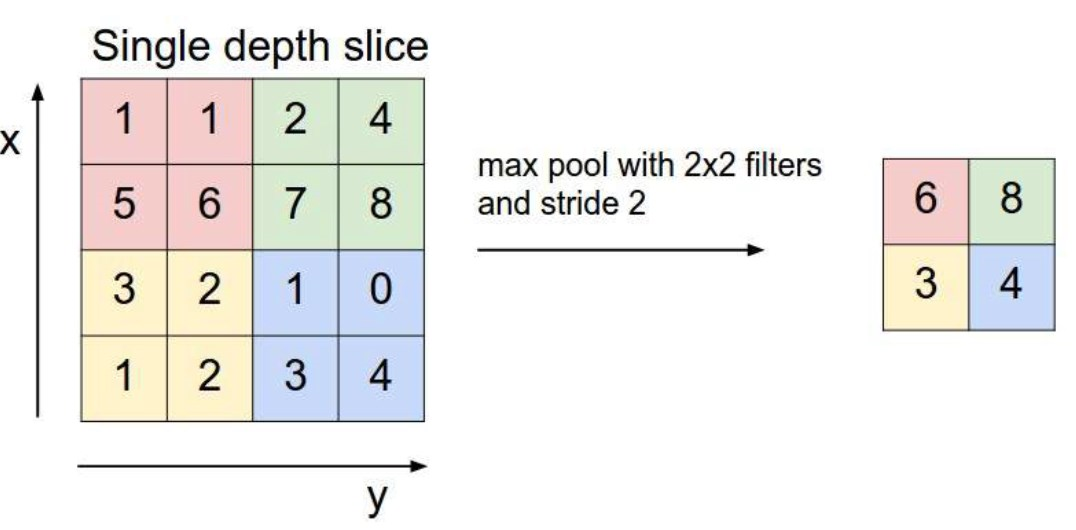 Single depth slice
x
1 1 2 4
5 6 7 8
3 2 1 0
1 2 3 4
y
max pool with 2x2 filters
and stride 2
6 8
3 4